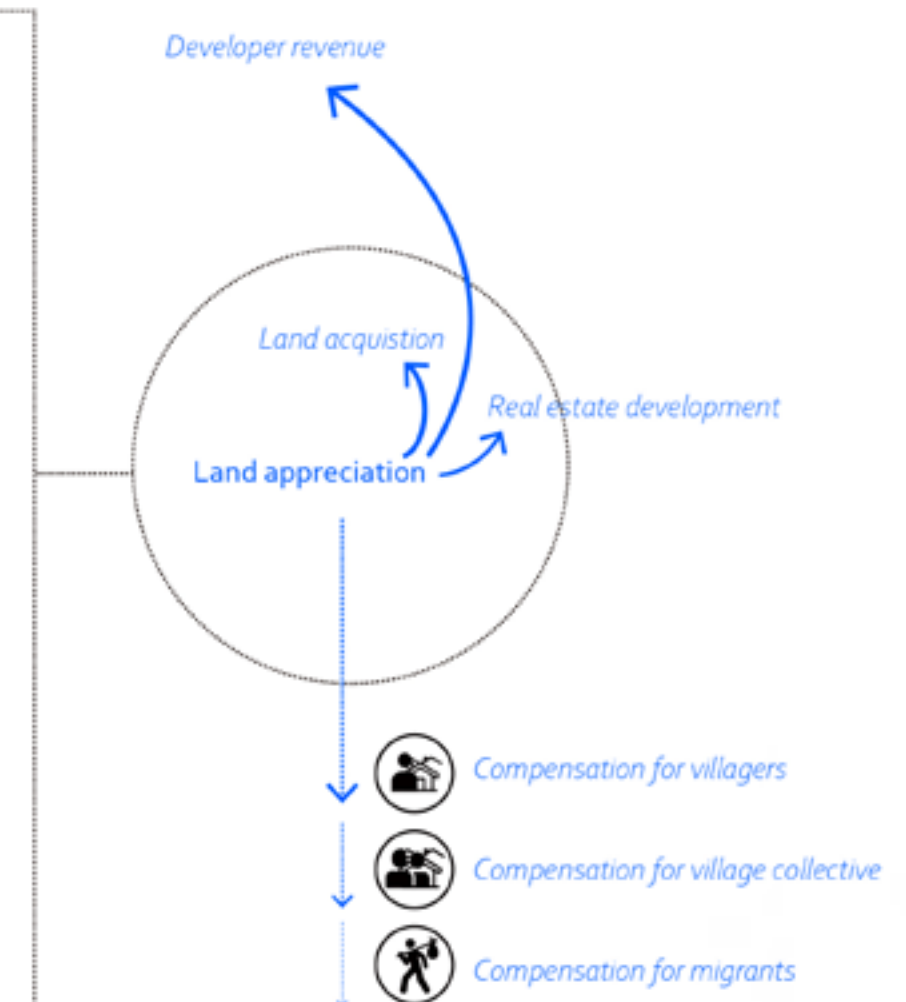 Developer revenue
Land acquistion
Real estate development
Land appreciation
Compensation for villagers
Compensation for village collective
Compensation for migrants